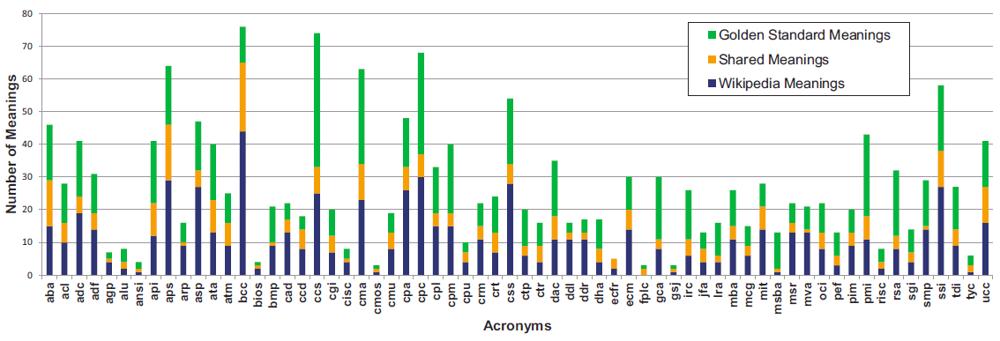 80
70
60
50
40
30
20
10
0
Number of Meanings
Golden Standard Meanings
Shared Meanings
Wikipedia Meanings
aba acl adc adf agp alu ansi api aps arp asp ata atm bcc bios bmp cad ccd ccs cgi cisc cma cmos cmu cpa cpc cpl cpm cpu crm crt css ctp ctr dac ddl ddr dha ecfr ecm fplc gca gsj irc jfa lra mba mcg mit msba msr mva oci pef pim pmi risc rsa sgi smp ssl tdi tyc ucc
Acronyms